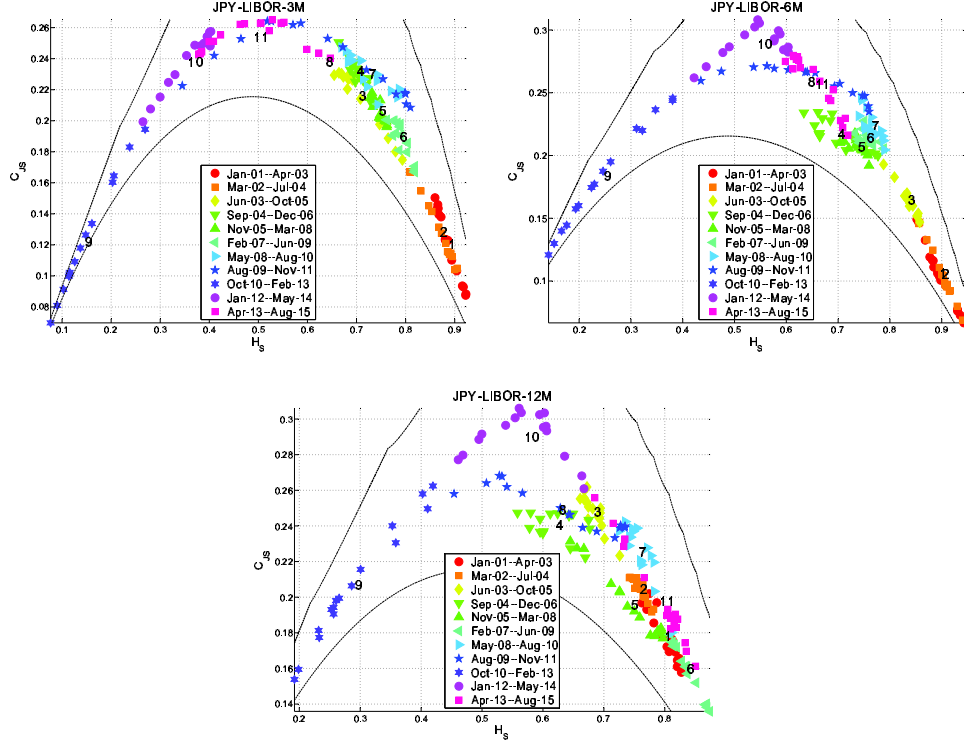 JPY-LIBOR-3M
0.26
0.24
0.22
0.2
0.18
0.16
0.14
0.12
0.1
0.08
C_JS
0.1 0.2 0.3 0.4 0.5 0.6 0.7 0.8 0.9
H_S
11
10
8
4
7
3
5
6
2
1
9
Jan-01--Apr-03
Mar-02--Jul-04
Jun-03--Oct-05
Sep-04--Dec-06
Nov-05--Mar-08
Feb-07--Jun-09
May-08--Aug-10
Aug-09--Nov-11
Oct-10--Feb-13
Jan-12--May-14
Apr-13--Aug-15
JPY-LIBOR-6M
0.3
0.25
0.2
0.15
0.1
C_JS
0.2 0.3 0.4 0.5 0.6 0.7 0.8 0.9
H_S
10
8
11
7
4
6
5
9
3
12
Jan-01--Apr-03
Mar-02--Jul-04
Jun-03--Oct-05
Sep-04--Dec-06
Nov-05--Mar-08
Feb-07--Jun-09
May-08--Aug-10
Aug-09--Nov-11
Oct-10--Feb-13
Jan-12--May-14
Apr-13--Aug-15
JPY-LIBOR-12M
0.3
0.28
0.26
0.24
0.22
0.2
0.18
0.16
0.14
C_JS
0.2 0.3 0.4 0.5 0.6 0.7 0.8
H_S
10
8
3
4
7
9
2
5
11
1
6
Jan-01--Apr-03
Mar-02--Jul-04
Jun-03--Oct-05
Sep-04--Dec-06
Nov-05--Mar-08
Feb-07--Jun-09
May-08--Aug-10
Aug-09--Nov-11
Oct-10--Feb-13
Jan-12--May-14
Apr-13--Aug-15